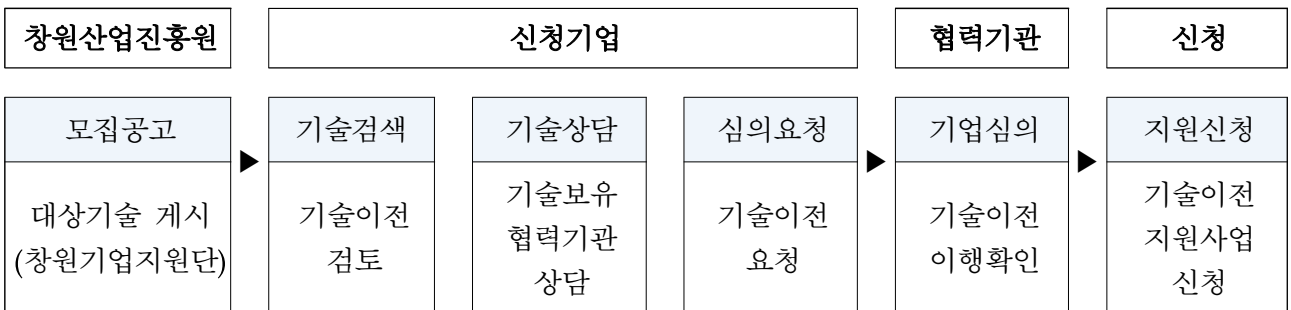 창원산업진흥원 신청기업 협력기관 신청
모집공고 기술검색 기술상담 심의요청 기업심의 지원신청
대상기술 게시
(창원기업지원단)
기술이전
검토
기술보유
협력기관
상담
기술이전
요청
기술이전
이행확인
기술이전
지원사업
신청